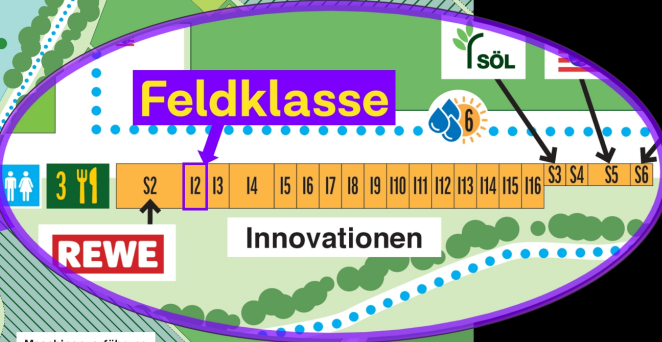 SÖL
Feldklasse
6
3
S2 I2 I3 I4 I5 I6 I7 I8 I9 I10 I11 I12 I13 I14 I15 I16 S3 S4 S5 S6
REWE
Innovationen